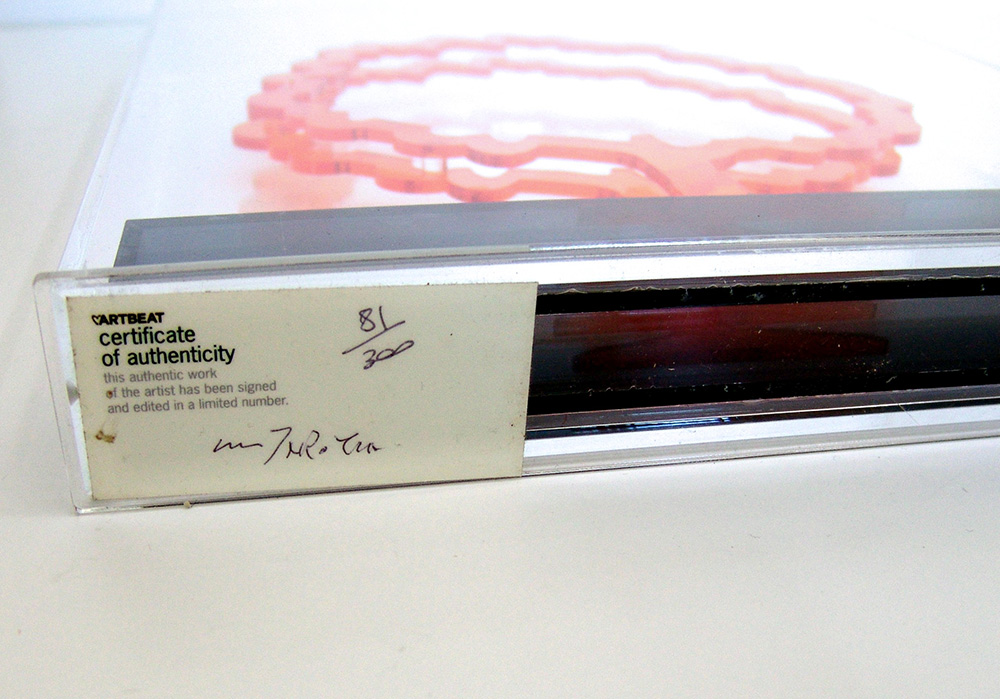 ARTBEAT
certificate
of authenticity
this authentic work
of the artist has been signed
and edited in a limited number.
81/300